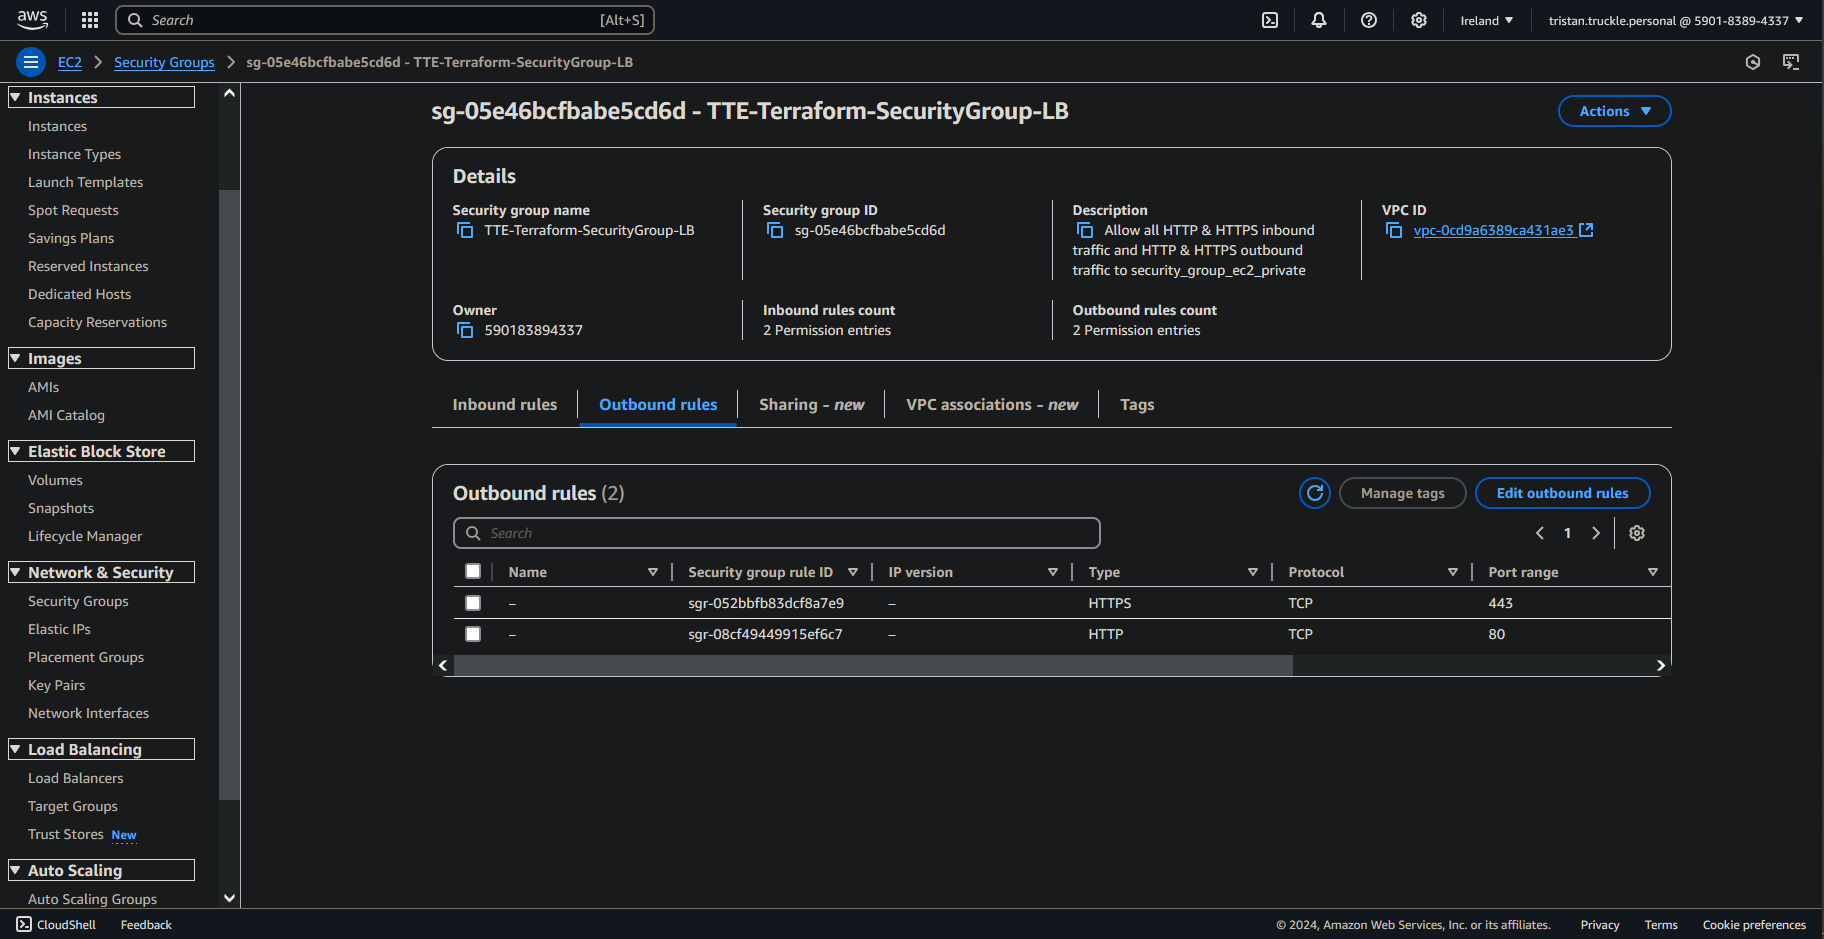 aws
Search
[Alt+S]
Ireland
tristan.truckle.personal @ 5901-8389-4337
EC2
Security Groups
sg-05e46bcfbabe5cd6d - TTE-Terraform-SecurityGroup-LB
Instances
Instances
Instance Types
Launch Templates
Spot Requests
Savings Plans
Reserved Instances
Dedicated Hosts
Capacity Reservations
Images
AMIs
AMI Catalog
Elastic Block Store
Volumes
Snapshots
Lifecycle Manager
Network & Security
Security Groups
Elastic IPs
Placement Groups
Key Pairs
Network Interfaces
Load Balancing
Load Balancers
Target Groups
Trust Stores New
Auto Scaling
Auto Scaling Groups
sg-05e46bcfbabe5cd6d - TTE-Terraform-SecurityGroup-LB
Actions
Details
Security group name
TTE-Terraform-SecurityGroup-LB
Security group ID
sg-05e46bcfbabe5cd6d
Description
Allow all HTTP & HTTPS inbound
traffic and HTTP & HTTPS outbound
traffic to security_group_ec2_private
VPC ID
vpc-0cd9a6389ca431ae3
Owner
590183894337
Inbound rules count
2 Permission entries
Outbound rules count
2 Permission entries
Inbound rules
Outbound rules
Sharing - new
VPC associations - new
Tags
Outbound rules (2)
Manage tags
Edit outbound rules
Search
1
Name Security group rule ID IP version Type Protocol Port range
– sgr-052bbfb83dcf8a7e9 – HTTPS TCP 443
– sgr-08cf49449915ef6c7 – HTTP TCP 80
CloudShell
Feedback
© 2024, Amazon Web Services, Inc. or its affiliates.
Privacy
Terms
Cookie preferences